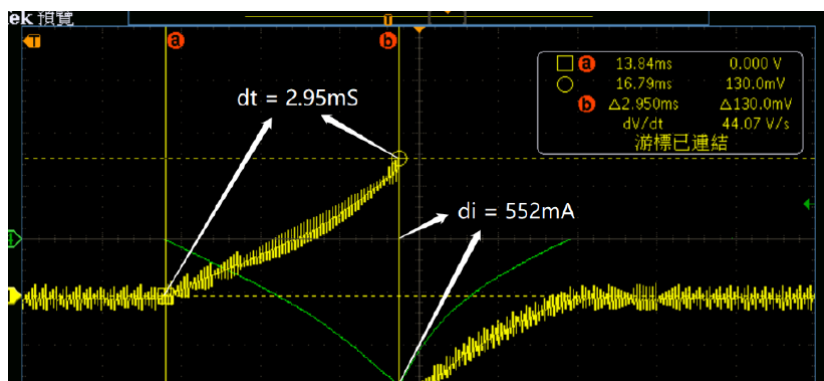 ek 預覽
T
T
a
b
a 13.84ms 0.000 V
16.79ms 130.0mV
b Δ2.950ms Δ130.0mV
dV/dt 44.07 V/s
游標已連結
dt = 2.95mS
di = 552mA